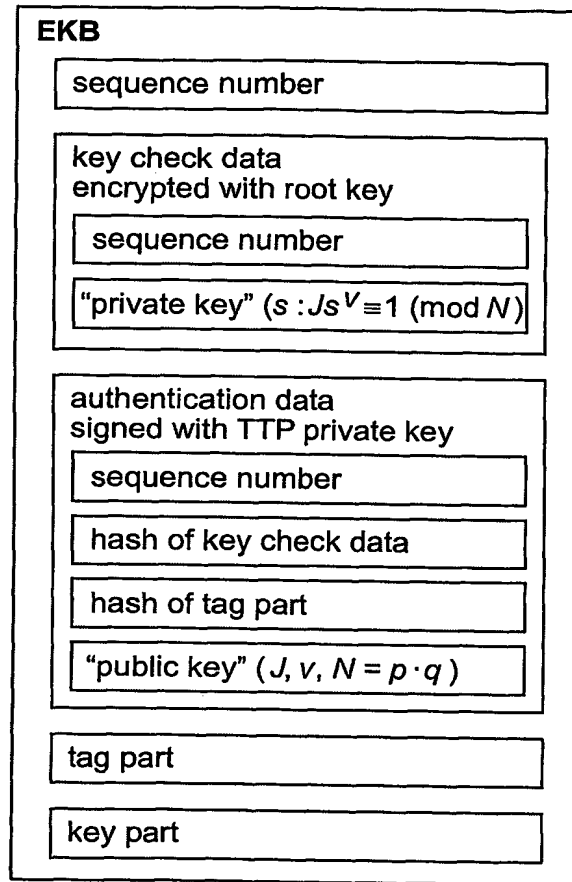 EKB
sequence number
key check data
encrypted with root key
sequence number
“private key” (s : Js^v ≡ 1 (mod N)
authentication data
signed with TTP private key
sequence number
hash of key check data
hash of tag part
“public key” ( J, v, N = p · q )
tag part
key part